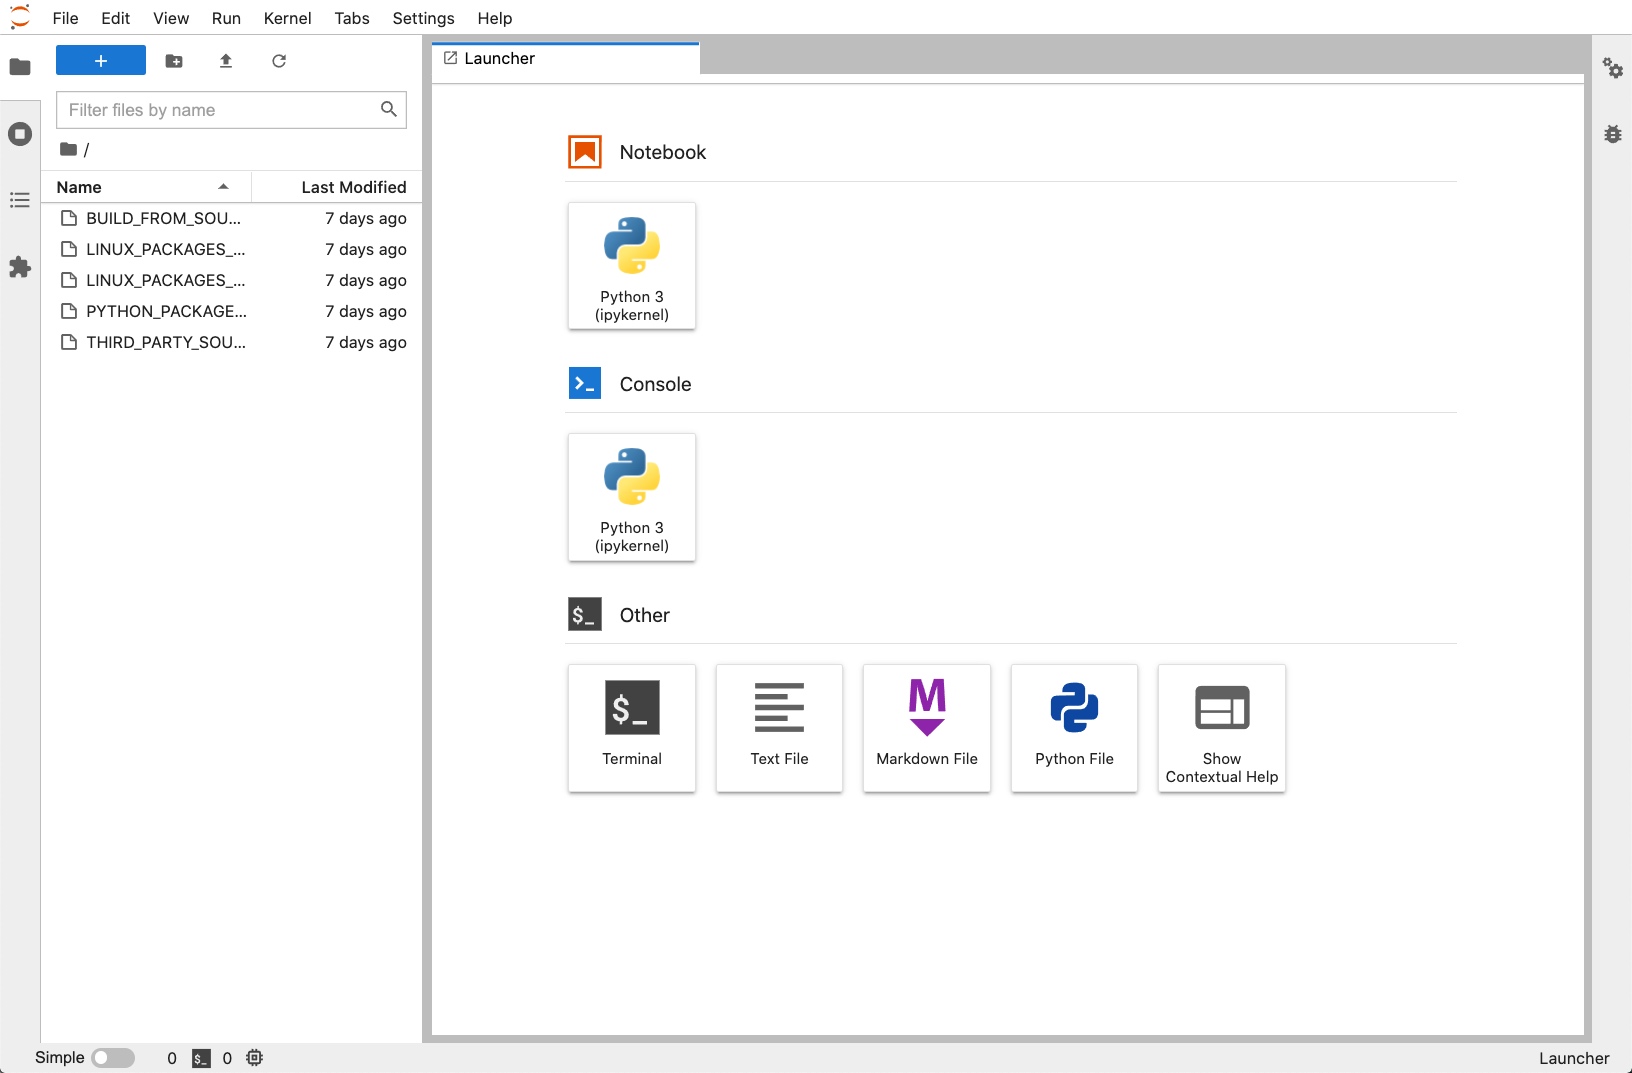 File Edit View Run Kernel Tabs Settings Help
+
Filter files by name
/
Name Last Modified
BUILD_FROM_SOU... 7 days ago
LINUX_PACKAGES_... 7 days ago
LINUX_PACKAGES_... 7 days ago
PYTHON_PACKAGE... 7 days ago
THIRD_PARTY_SOU... 7 days ago
Launcher
Notebook
Python 3
(ipykernel)
>_ Console
Python 3
(ipykernel)
$_ Other
$_
Terminal
Text File
M
Markdown File
Python File
Show
Contextual Help
Simple 0 $_ 0 Launcher